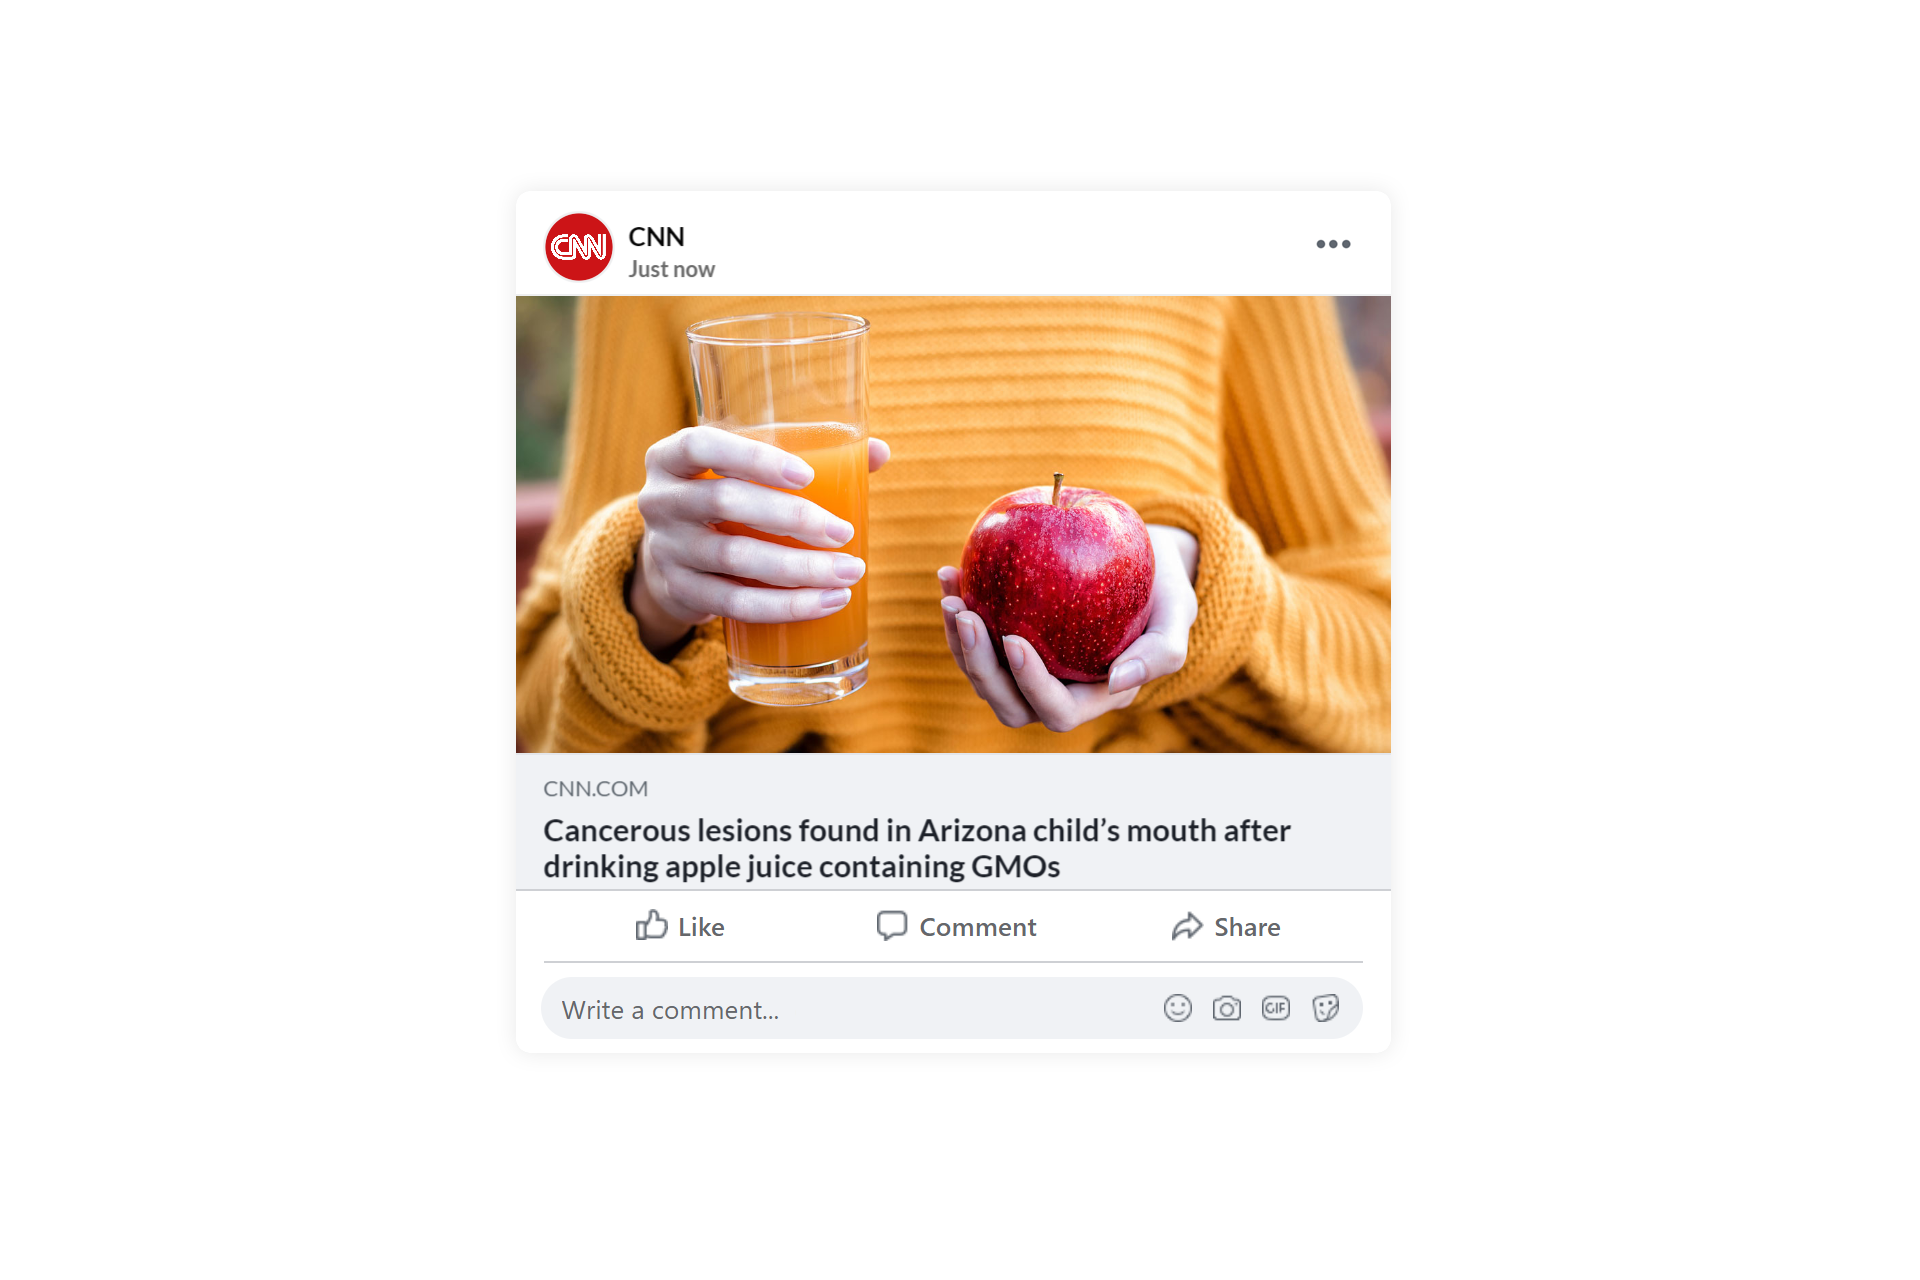 CNN
CNN
Just now
CNN.COM
Cancerous lesions found in Arizona child’s mouth after
drinking apple juice containing GMOs
Like
Comment
Share
Write a comment...
GIF